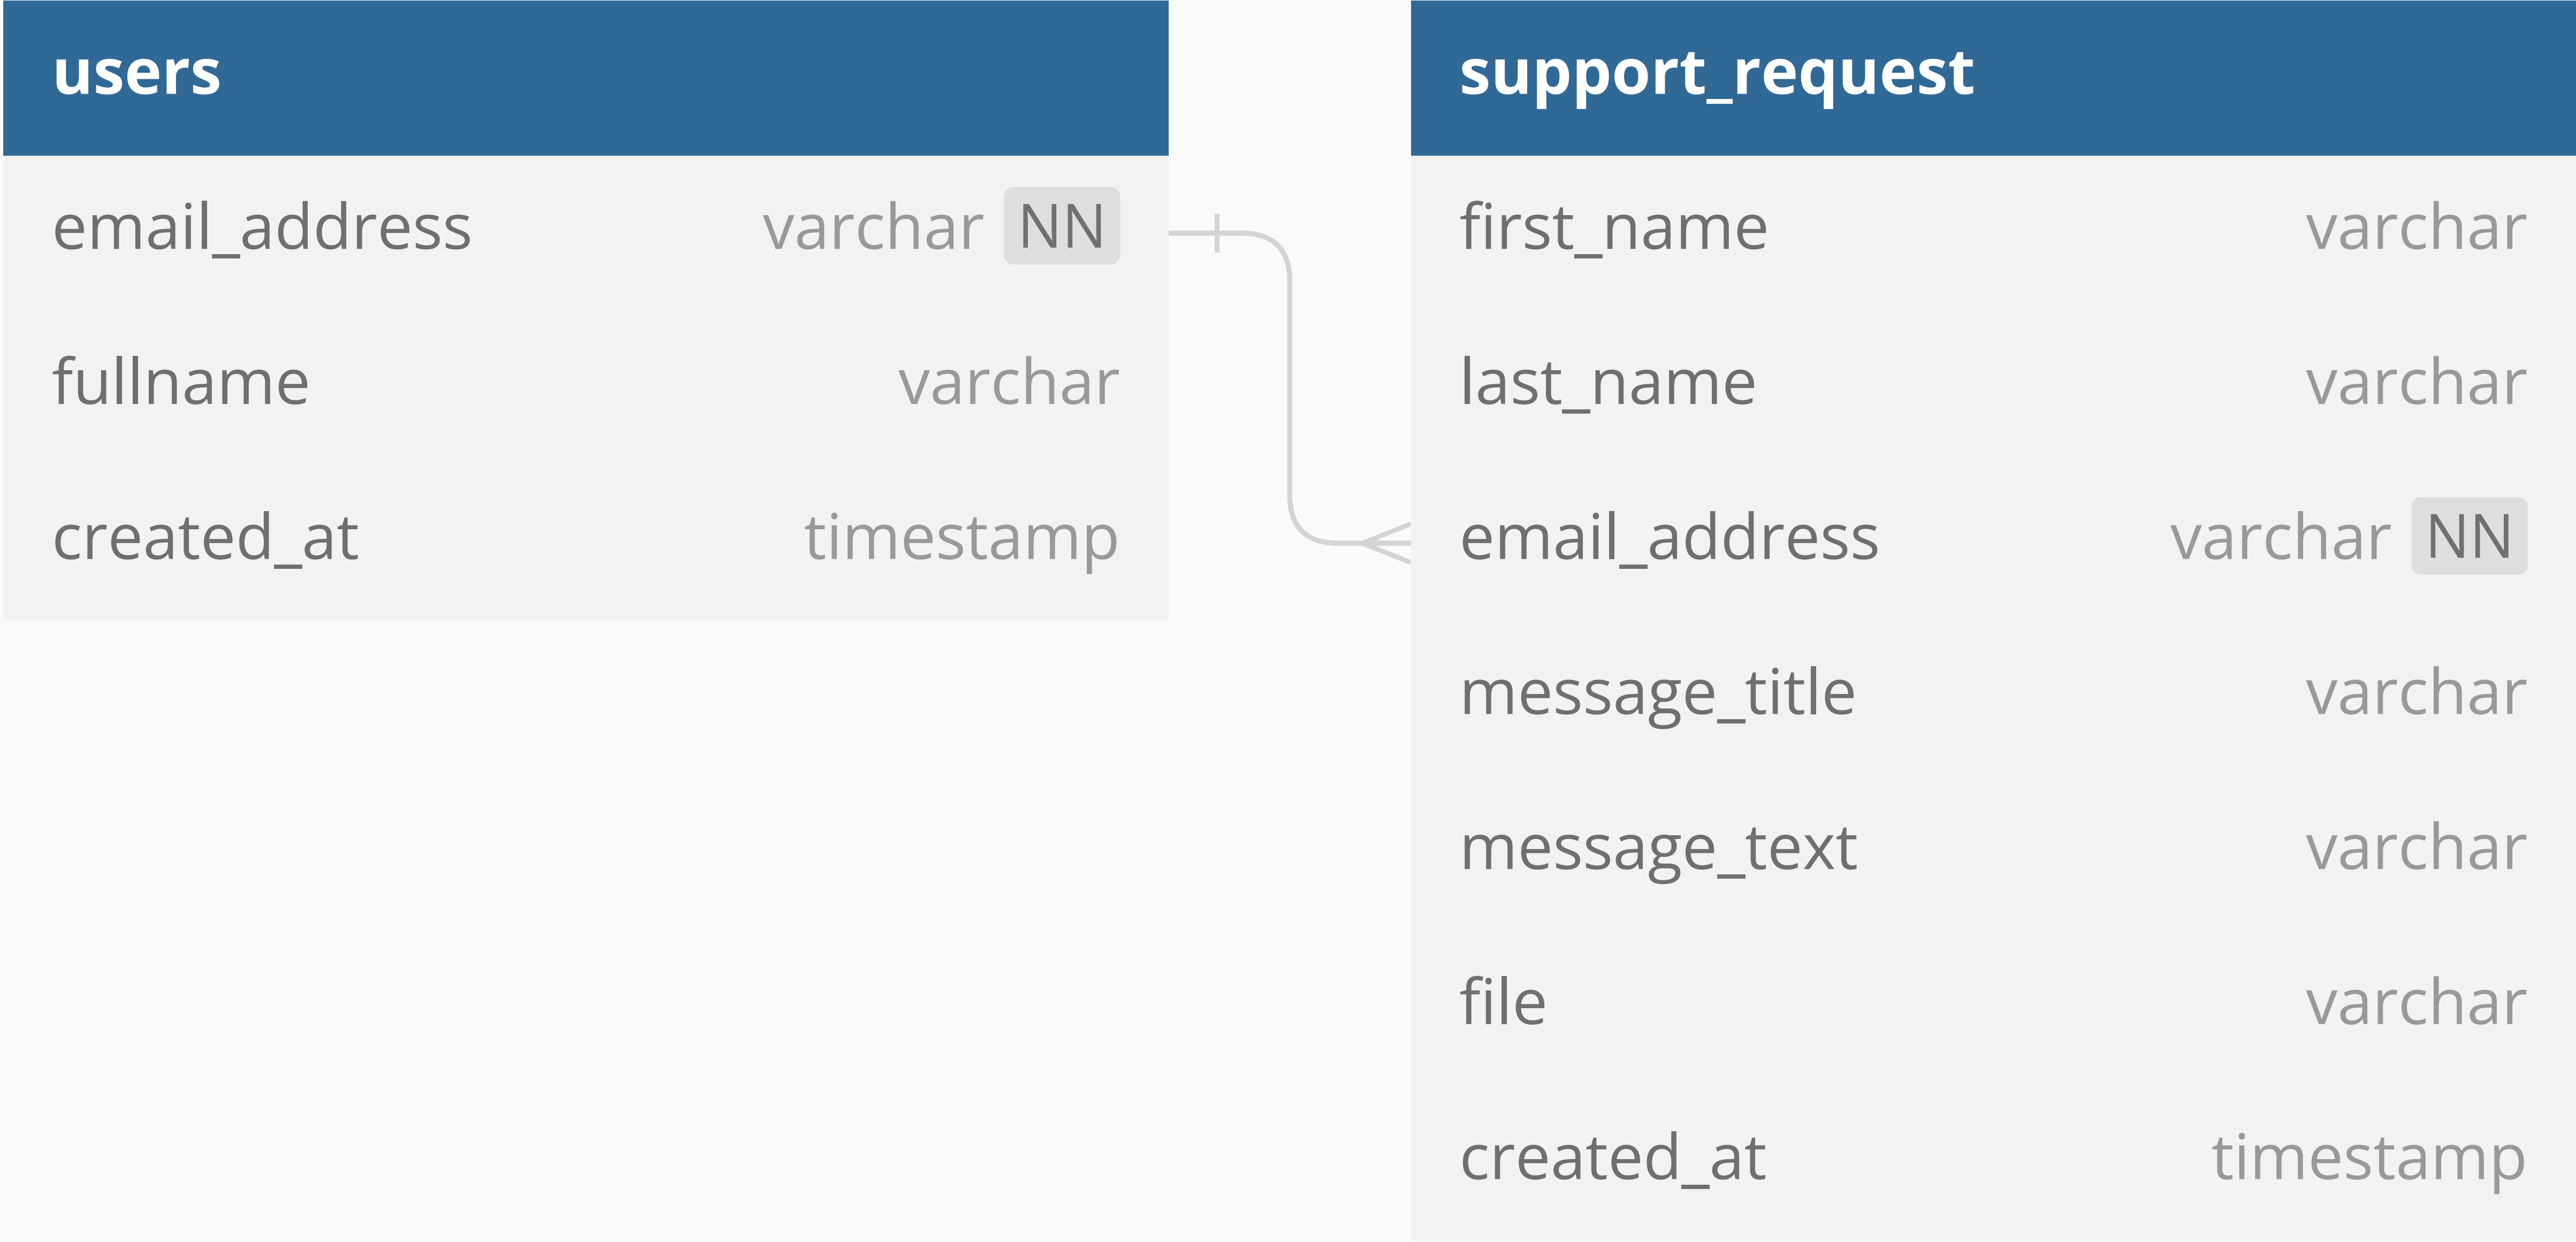 users
email_address varchar NN
fullname varchar
created_at timestamp
support_request
first_name varchar
last_name varchar
email_address varchar NN
message_title varchar
message_text varchar
file varchar
created_at timestamp